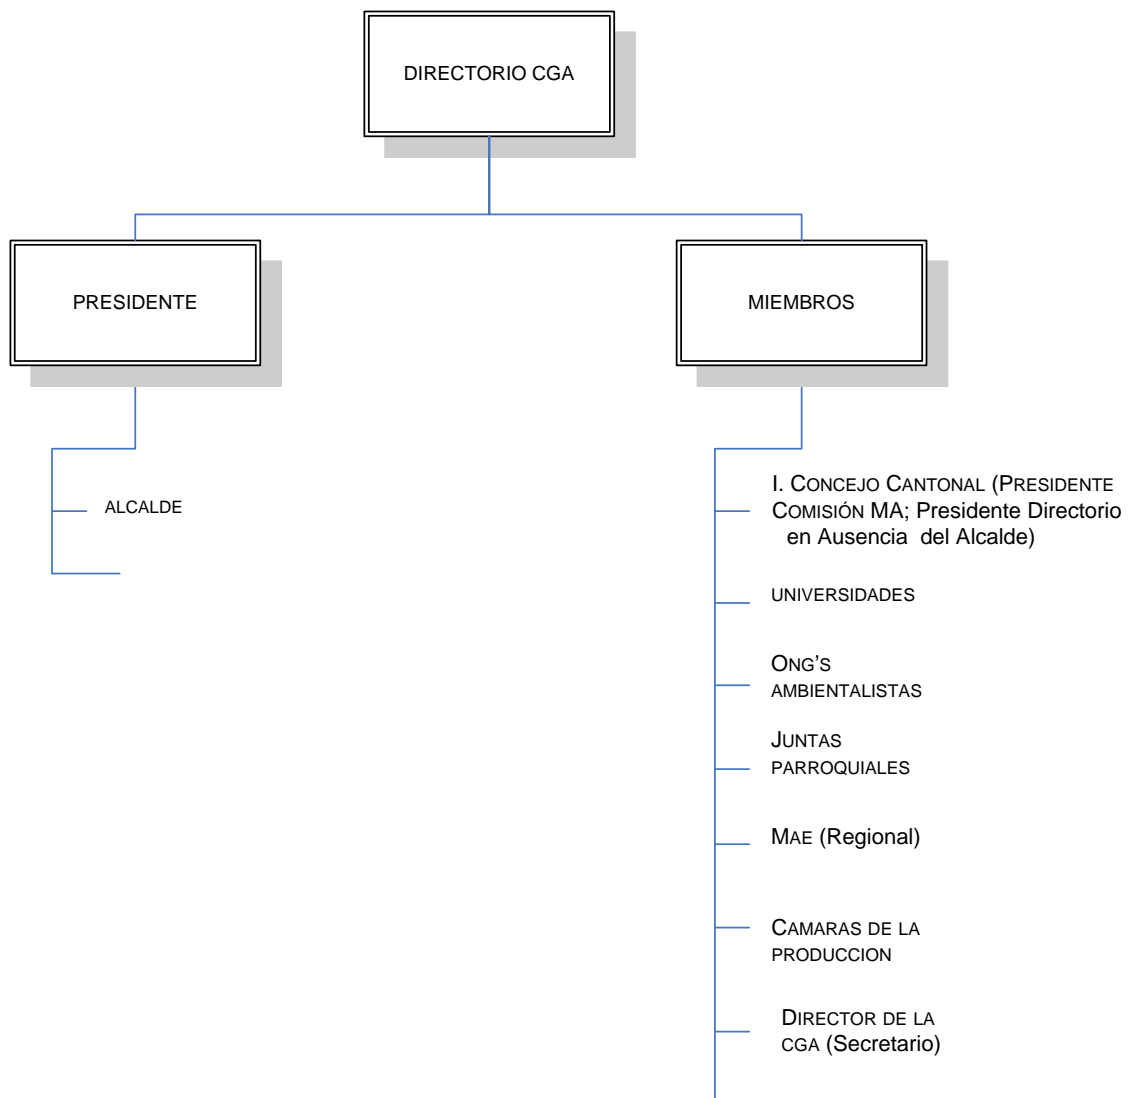 DIRECTORIO CGA
PRESIDENTE
MIEMBROS
ALCALDE
I. CONCEJO CANTONAL (PRESIDENTE
COMISIÓN MA; Presidente Directorio
en Ausencia del Alcalde)
UNIVERSIDADES
ONG'S
AMBIENTALISTAS
JUNTAS
PARROQUIALES
MAE (Regional)
CAMARAS DE LA
PRODUCCION
DIRECTOR DE LA
CGA (Secretario)